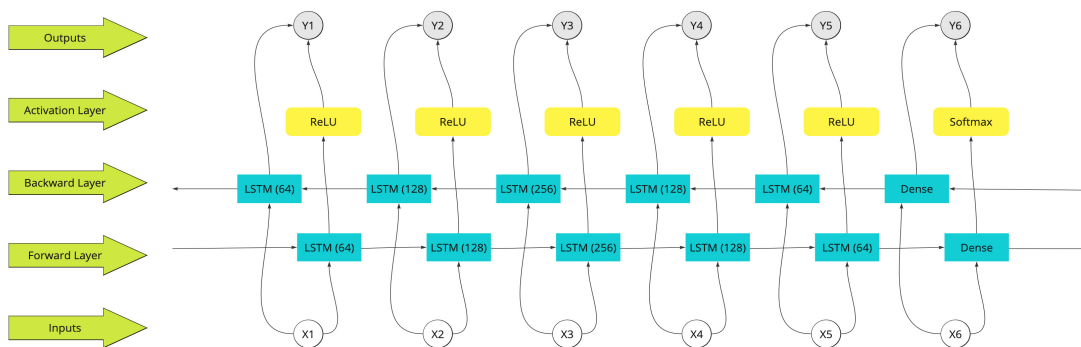 Outputs
Y1 Y2 Y3 Y4 Y5 Y6
Activation Layer
ReLU ReLU ReLU ReLU ReLU Softmax
Backward Layer
LSTM (64) LSTM (128) LSTM (256) LSTM (128) LSTM (64) Dense
Forward Layer
LSTM (64) LSTM (128) LSTM (256) LSTM (128) LSTM (64) Dense
Inputs
X1 X2 X3 X4 X5 X6